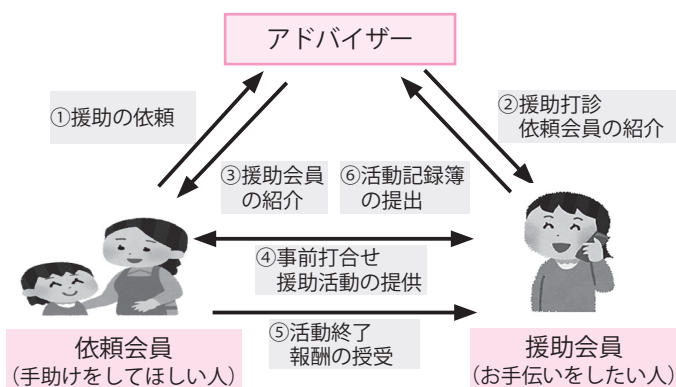 アドバイザー
①援助の依頼
②援助打診
依頼会員の紹介
③援助会員
の紹介
⑥活動記録簿
の提出
④事前打合せ
援助活動の提供
⑤活動終了
報酬の授受
依頼会員
(手助けをしてほしい人)
援助会員
(お手伝いをしたい人)